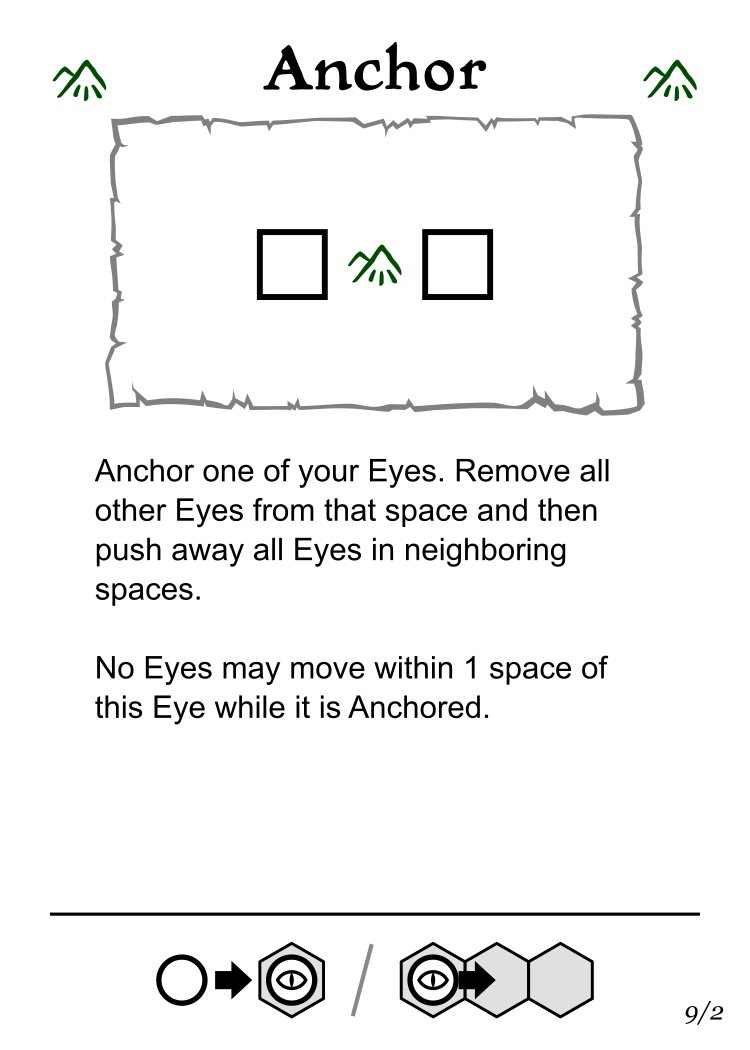 Anchor
Anchor one of your Eyes. Remove all
other Eyes from that space and then
push away all Eyes in neighboring
spaces.
No Eyes may move within 1 space of
this Eye while it is Anchored.
9/2